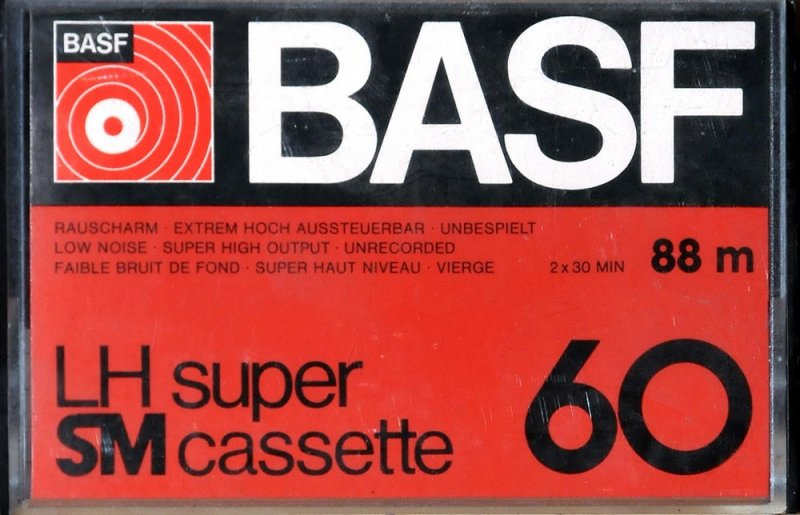 BASF
BASF
RAUSCHARM · EXTREM HOCH AUSSTEUERBAR · UNBESPIELT
LOW NOISE · SUPER HIGH OUTPUT · UNRECORDED
FAIBLE BRUIT DE FOND · SUPER HAUT NIVEAU · VIERGE 2 x 30 MIN 88 m
LH super
SM cassette 60